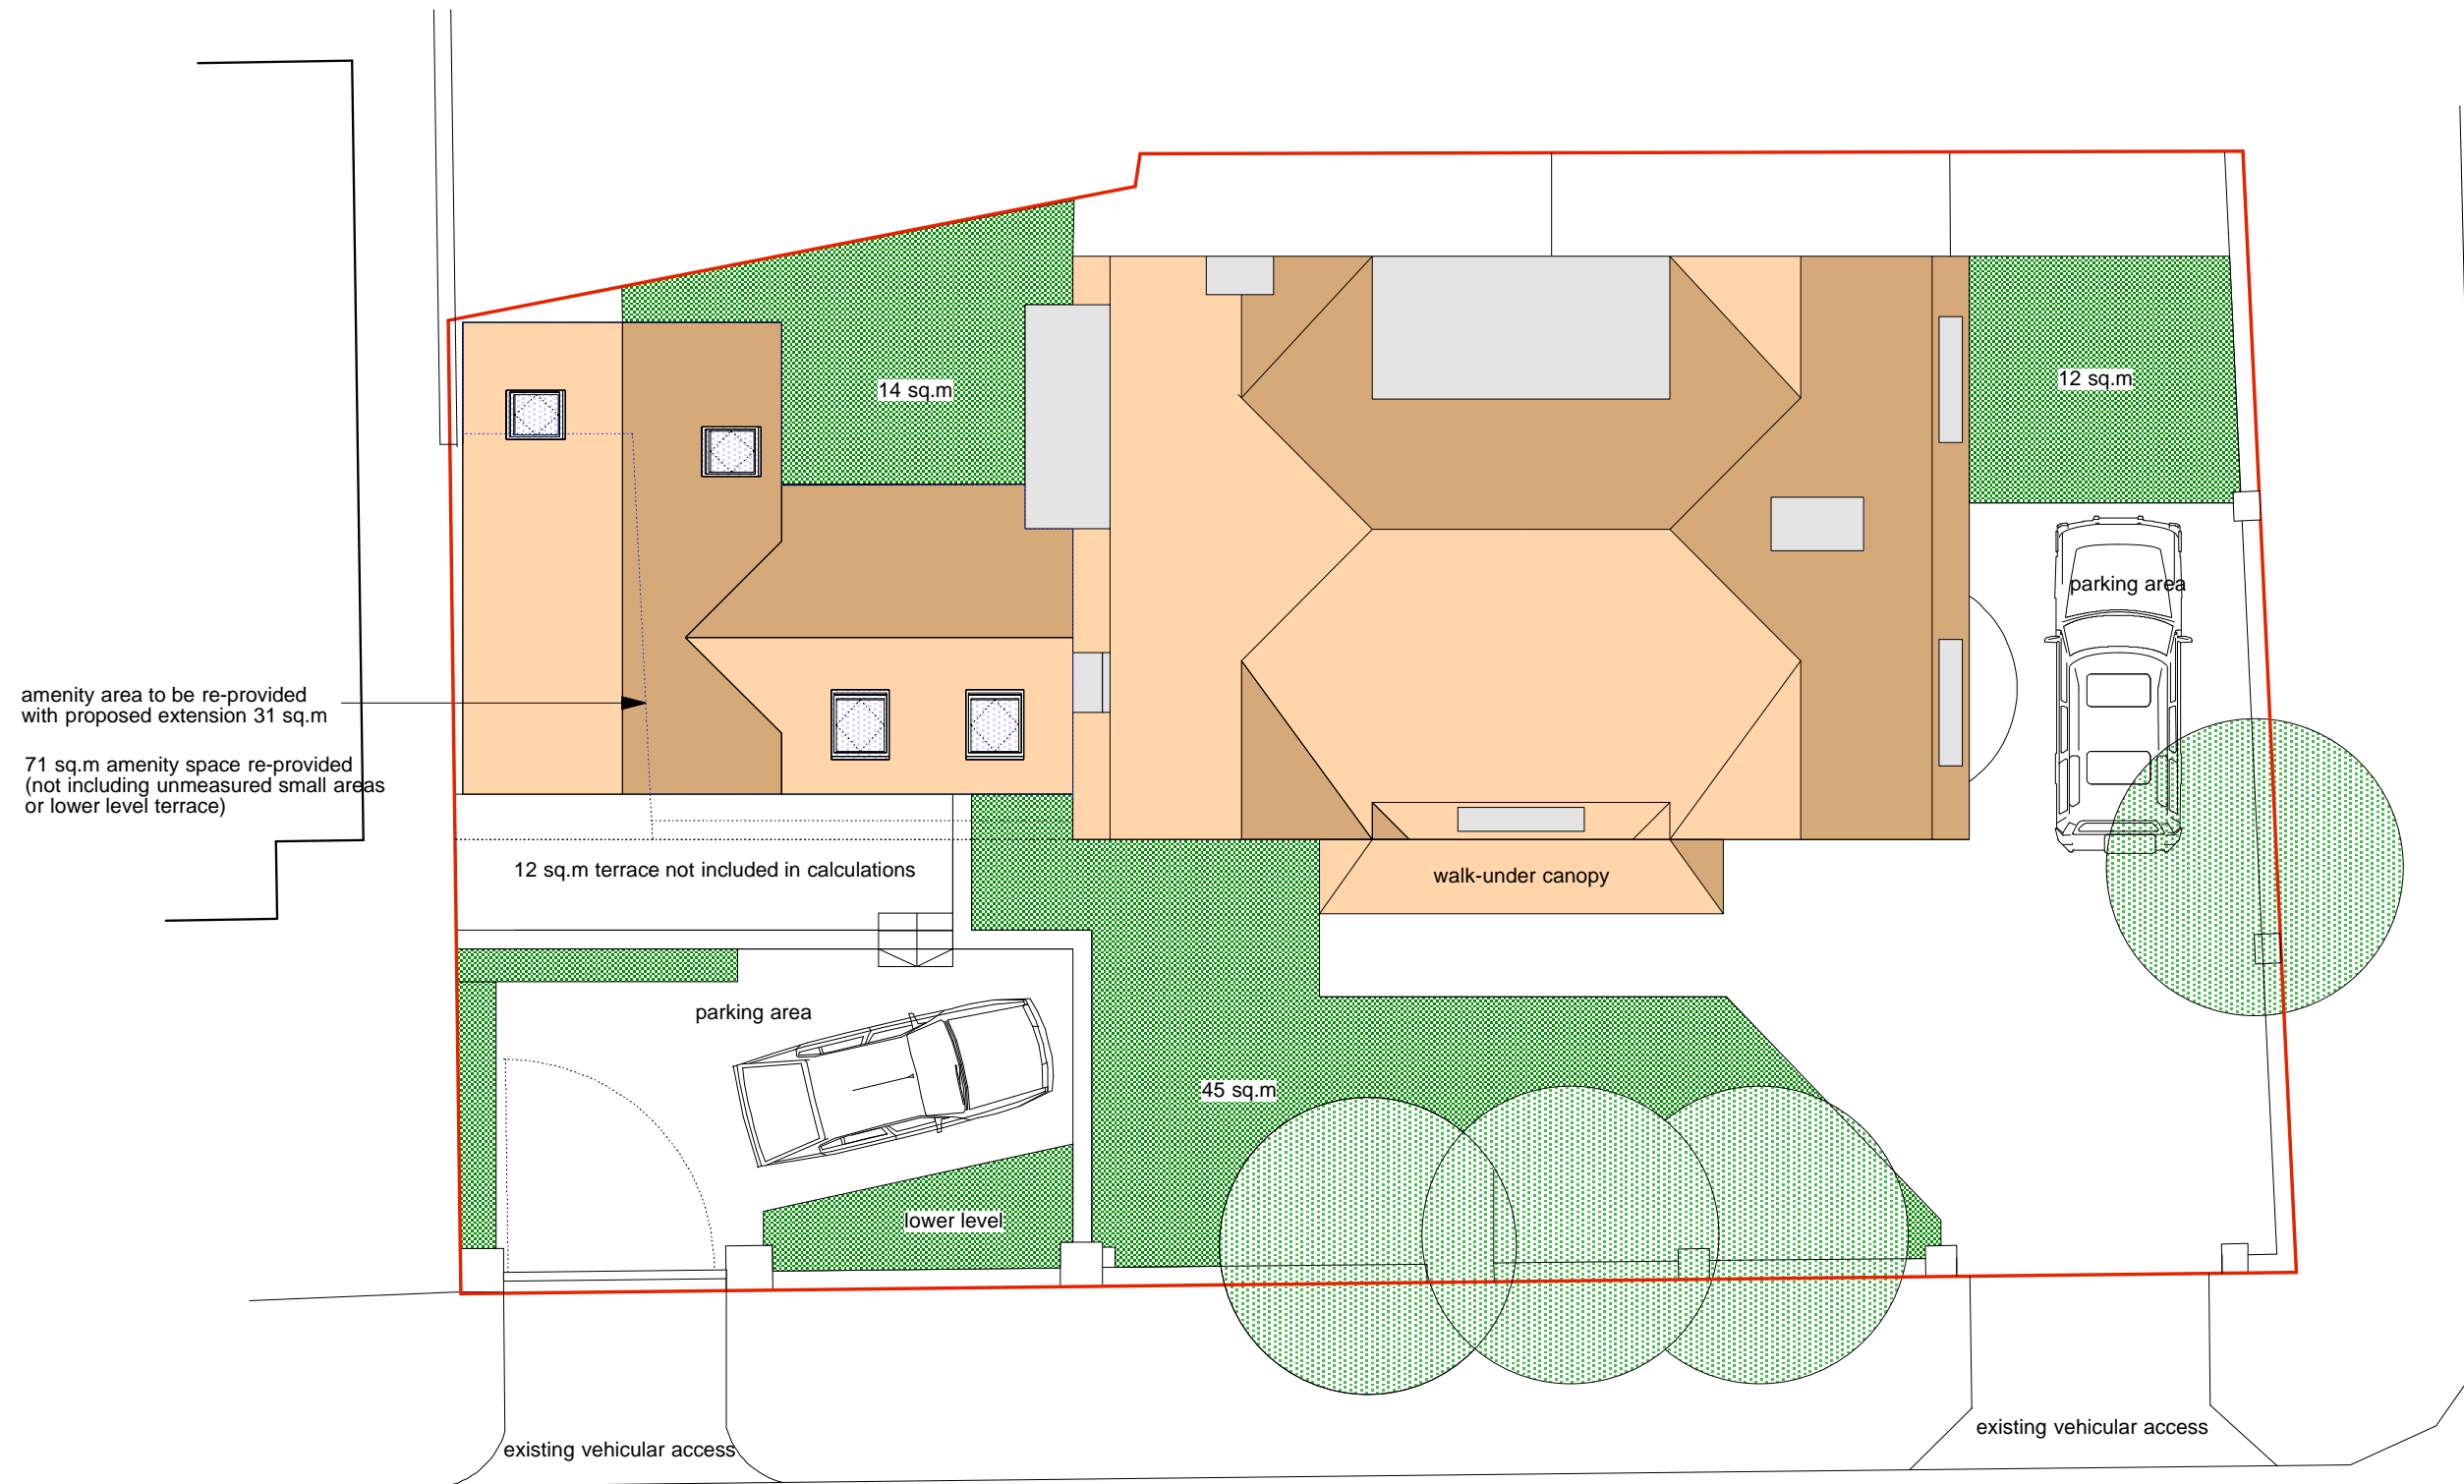 14 sq.m
12 sq.m
parking area
amenity area to be re-provided
with proposed extension 31 sq.m
71 sq.m amenity space re-provided
(not including unmeasured small areas
or lower level terrace)
12 sq.m terrace not included in calculations
walk-under canopy
parking area
45 sq.m
lower level
existing vehicular access
existing vehicular access